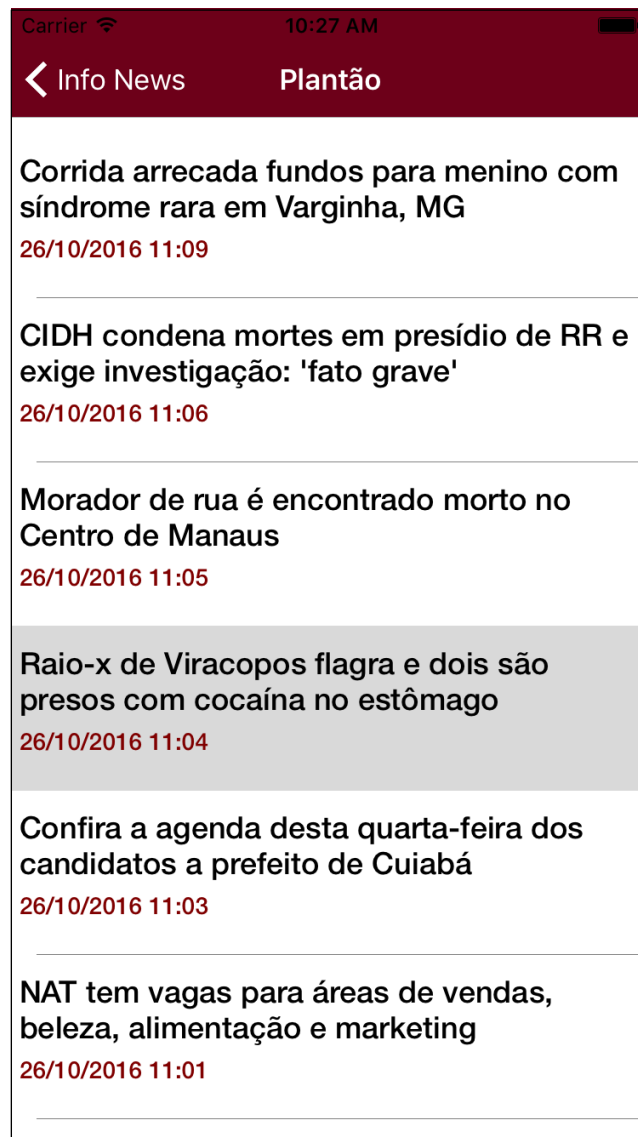 Carrier 10:27 AM
Info News Plantão
Corrida arrecada fundos para menino com
síndrome rara em Varginha, MG
26/10/2016 11:09
CIDH condena mortes em presídio de RR e
exige investigação: 'fato grave'
26/10/2016 11:06
Morador de rua é encontrado morto no
Centro de Manaus
26/10/2016 11:05
Raio-x de Viracopos flagra e dois são
presos com cocaína no estômago
26/10/2016 11:04
Confira a agenda desta quarta-feira dos
candidatos a prefeito de Cuiabá
26/10/2016 11:03
NAT tem vagas para áreas de vendas,
beleza, alimentação e marketing
26/10/2016 11:01